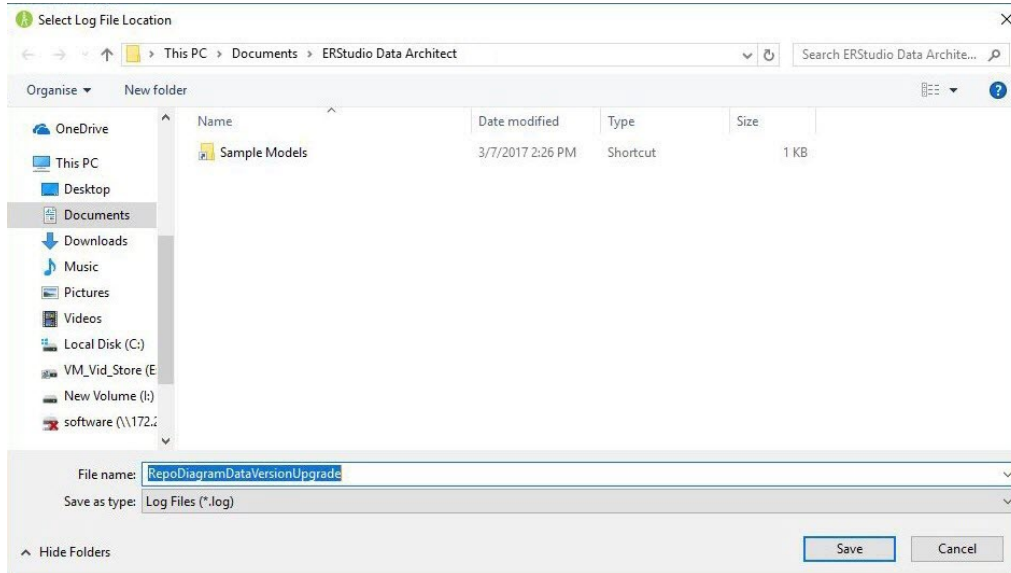 Select Log File Location
This PC > Documents > ERStudio Data Architect
Search ERStudio Data Archite...
Organise New folder
Name Date modified Type Size
OneDrive
Sample Models 3/7/2017 2:26 PM Shortcut 1 KB
This PC
Desktop
Documents
Downloads
Music
Pictures
Videos
Local Disk (C:)
VM_Vid_Store (E
New Volume (I:)
software (\\172.2
File name: RepoDiagramDataVersionUpgrade
Save as type: Log Files (*.log)
Hide Folders
Save Cancel